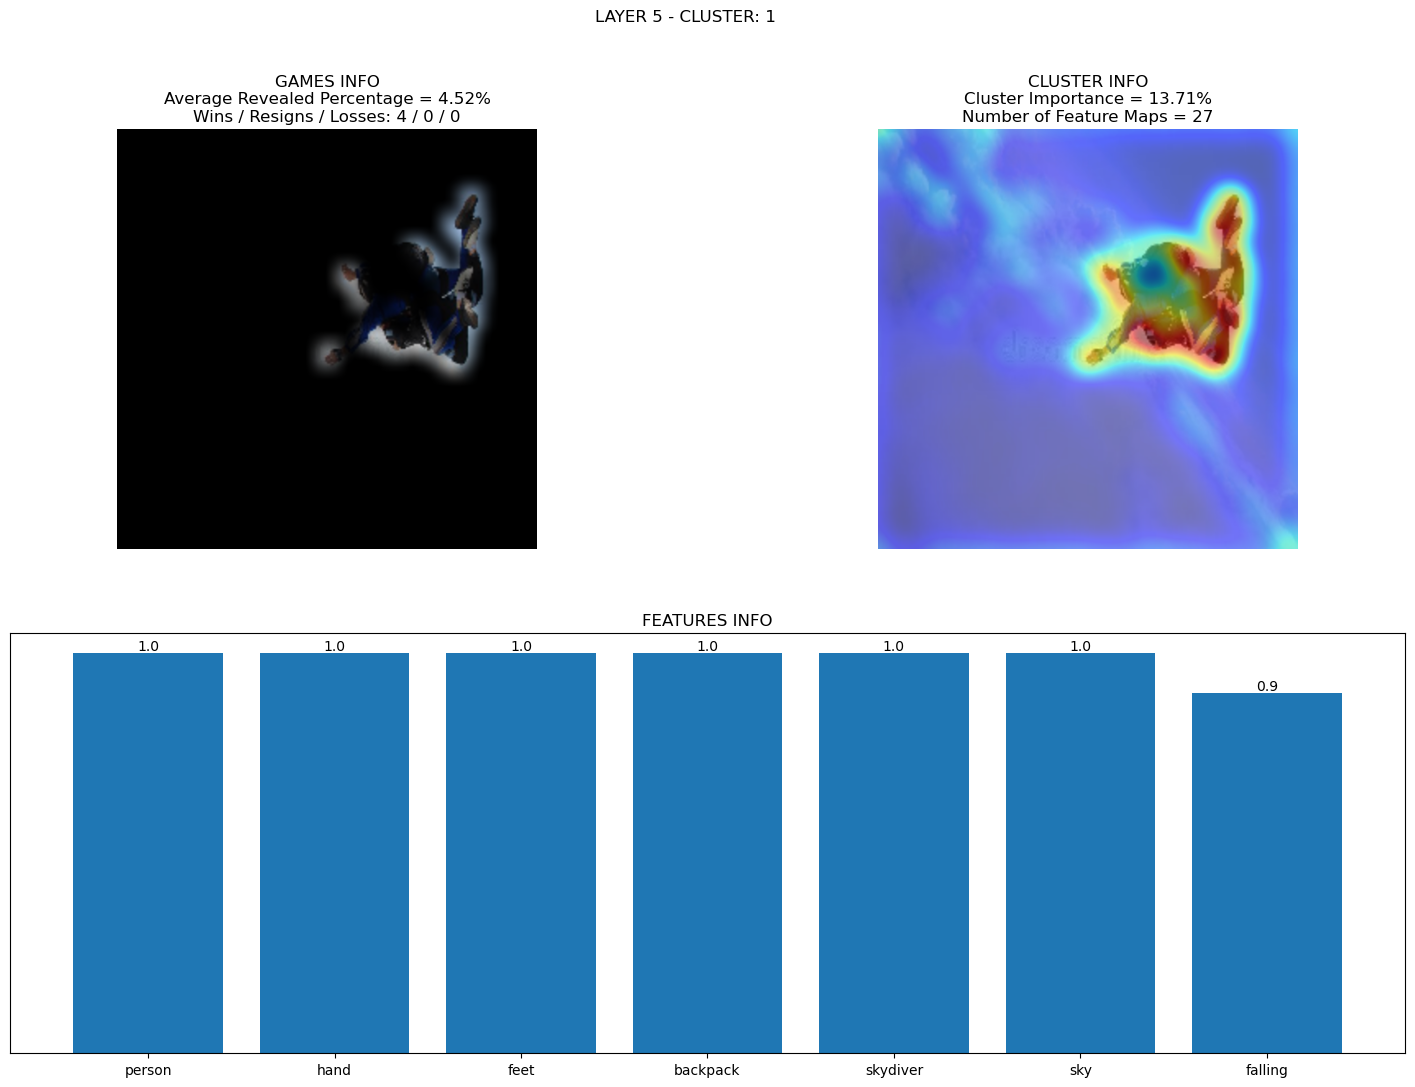 LAYER 5 - CLUSTER: 1
GAMES INFO
Average Revealed Percentage = 4.52%
Wins / Resigns / Losses: 4 / 0 / 0
CLUSTER INFO
Cluster Importance = 13.71%
Number of Feature Maps = 27
FEATURES INFO
1.0 1.0 1.0 1.0 1.0 1.0 0.9
person hand feet backpack skydiver sky falling